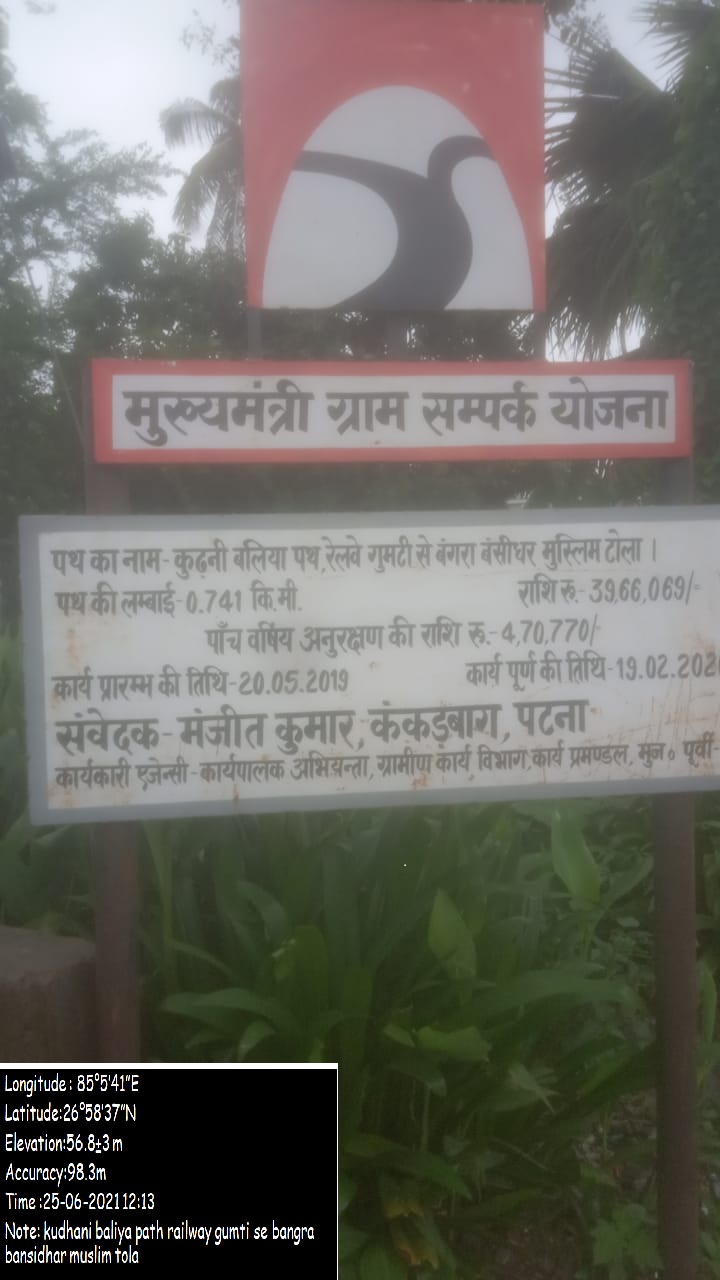 मुख्यमंत्री ग्राम सम्पर्क योजना
पथ का नाम- कुढ़नी बलिया पथ, रेलवे गुमटी से बंगरा बंसीधर मुस्लिम टोला ।
पथ की लम्बाई-0.741 कि.मी. राशि रू.- 39,66,069/-
पाँच वर्षिय अनुरक्षण की राशि रू.-4,70,770/-
कार्य प्रारम्भ की तिथि-20.05.2019 कार्य पूर्ण की तिथि-19.02.202
संवेदक- मंजीत कुमार, कंकड़बाग, पटना
कार्यकारी एजेन्सी -कार्यपालक अभियन्ता, ग्रामीण कार्य विभाग, कार्य प्रमण्डल, मुज० पूर्वी-
Longitude : 85°5'41"E
Latitude:26°58'37"N
Elevation:56.8±3 m
Accuracy:98.3m
Time :25-06-2021 12:13
Note: kudhani baliya path railway gumti se bangra
bansidhar muslim tola